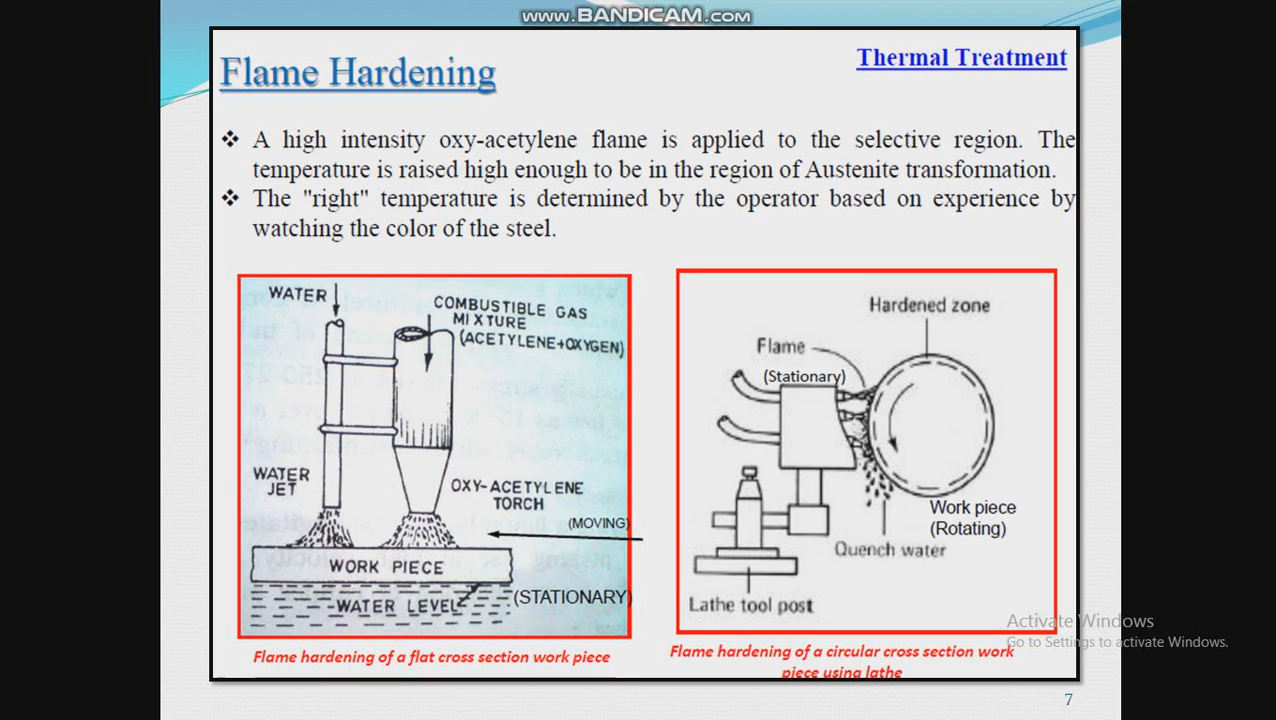 www.BANDICAM.com
Flame Hardening
Thermal Treatment
❖ A high intensity oxy-acetylene flame is applied to the selective region. The
temperature is raised high enough to be in the region of Austenite transformation.
❖ The "right" temperature is determined by the operator based on experience by
watching the color of the steel.
WATER
COMBUSTIBLE GAS
MIXTURE
(ACETYLENE+OXYGEN)
WATER
JET
OXY-ACETYLENE
TORCH
(MOVING)
WORK PIECE
WATER LEVEL
(STATIONARY)
Flame hardening of a flat cross section work piece
Hardened zone
Flame
(Stationary)
Work piece
(Rotating)
Quench water
Lathe tool post
Flame hardening of a circular cross section work
piece using lathe
Activate Windows
Go to Settings to activate Windows.
7